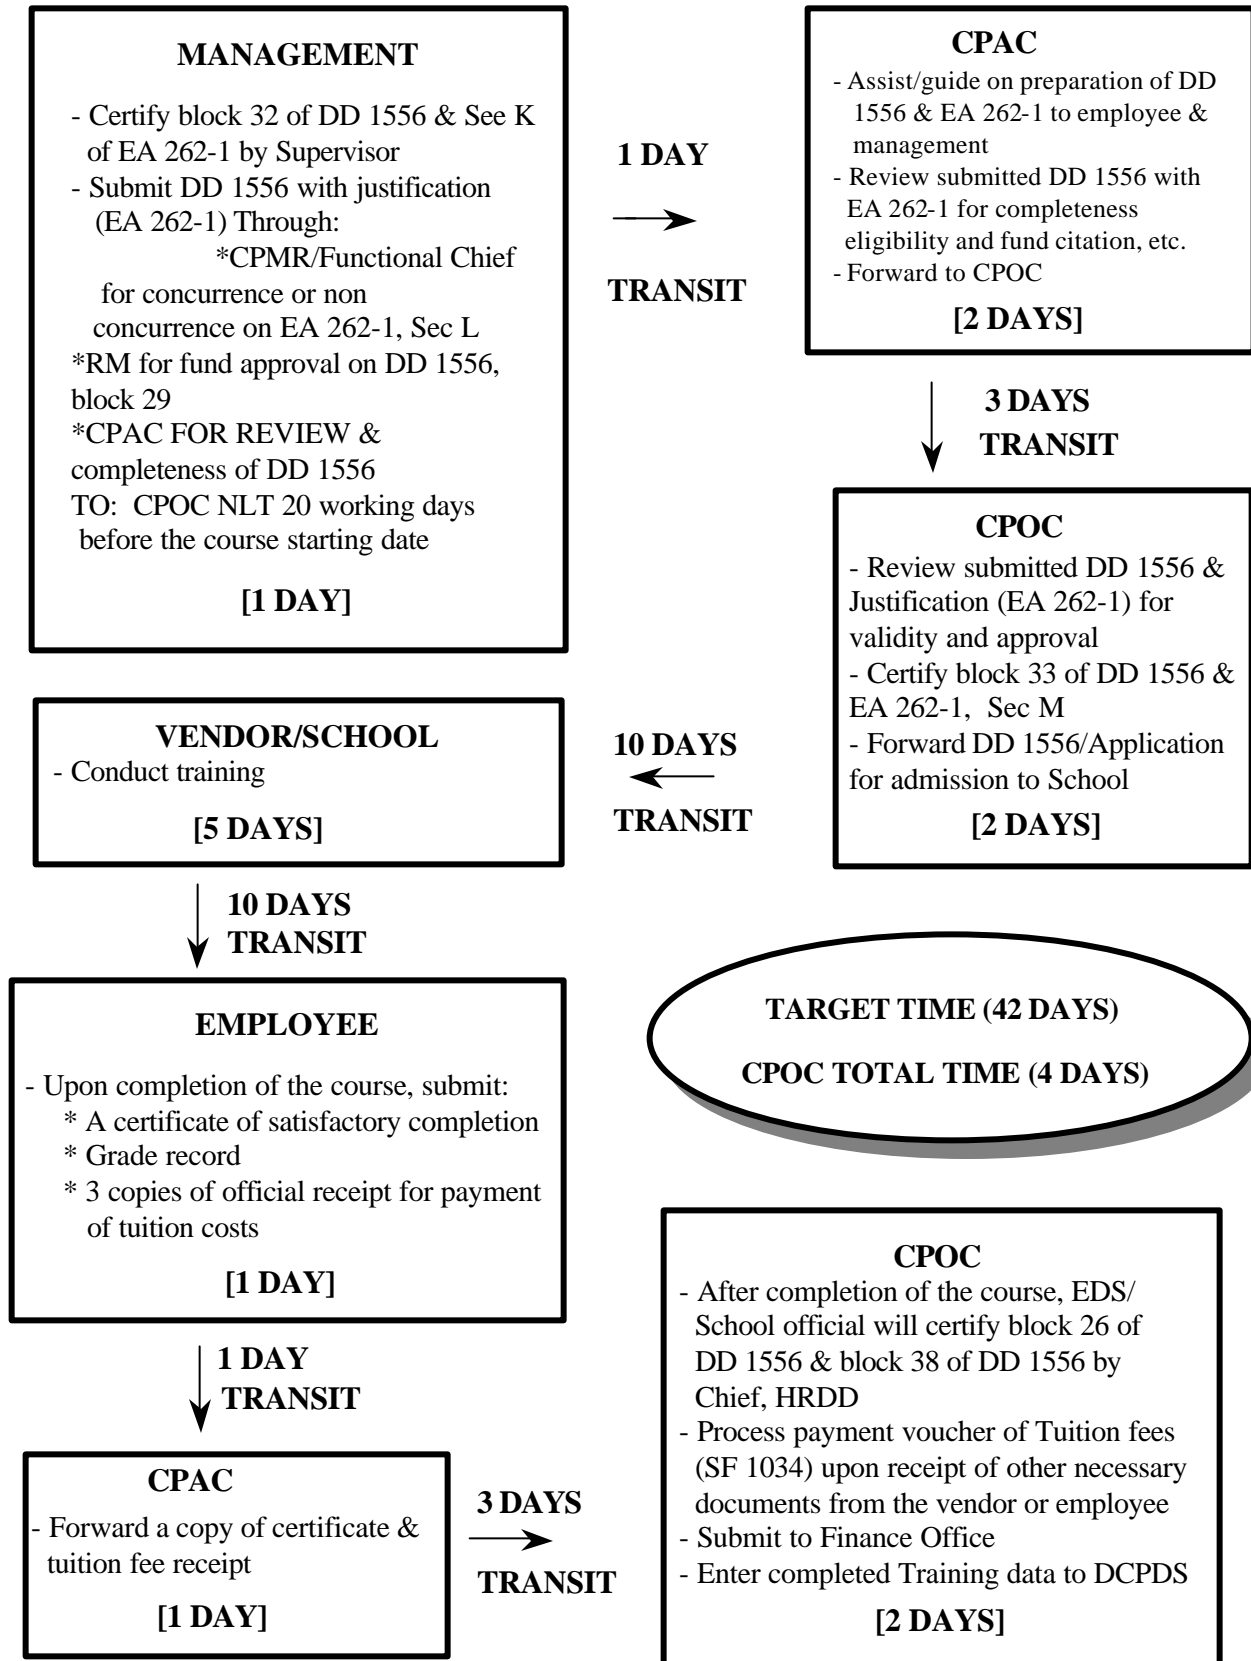 MANAGEMENT
- Certify block 32 of DD 1556 & See K
of EA 262-1 by Supervisor
- Submit DD 1556 with justification
(EA 262-1) Through:
*CPMR/Functional Chief
for concurrence or non
concurrence on EA 262-1, Sec L
*RM for fund approval on DD 1556,
block 29
*CPAC FOR REVIEW &
completeness of DD 1556
TO: CPOC NLT 20 working days
before the course starting date
[1 DAY]
1 DAY
TRANSIT
CPAC
- Assist/guide on preparation of DD
1556 & EA 262-1 to employee &
management
- Review submitted DD 1556 with
EA 262-1 for completeness
eligibility and fund citation, etc.
- Forward to CPOC
[2 DAYS]
3 DAYS
TRANSIT
CPOC
- Review submitted DD 1556 &
Justification (EA 262-1) for
validity and approval
- Certify block 33 of DD 1556 &
EA 262-1, Sec M
- Forward DD 1556/Application
for admission to School
[2 DAYS]
10 DAYS
TRANSIT
VENDOR/SCHOOL
- Conduct training
[5 DAYS]
10 DAYS
TRANSIT
EMPLOYEE
- Upon completion of the course, submit:
* A certificate of satisfactory completion
* Grade record
* 3 copies of official receipt for payment
of tuition costs
[1 DAY]
1 DAY
TRANSIT
CPAC
- Forward a copy of certificate &
tuition fee receipt
[1 DAY]
3 DAYS
TRANSIT
TARGET TIME (42 DAYS)
CPOC TOTAL TIME (4 DAYS)
CPOC
- After completion of the course, EDS/
School official will certify block 26 of
DD 1556 & block 38 of DD 1556 by
Chief, HRDD
- Process payment voucher of Tuition fees
(SF 1034) upon receipt of other necessary
documents from the vendor or employee
- Submit to Finance Office
- Enter completed Training data to DCPDS
[2 DAYS]